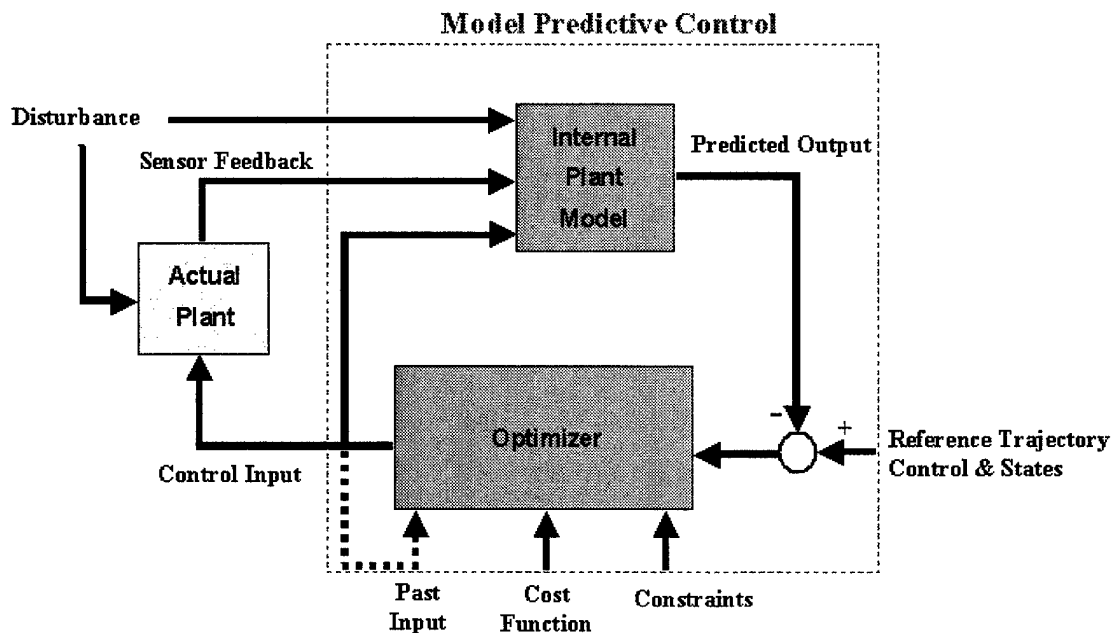 Model Predictive Control
Disturbance
Sensor Feedback
Internal
Plant
Model
Predicted Output
Actual
Plant
Optimizer
−
+
Reference Trajectory
Control & States
Control Input
Past
Input
Cost
Function
Constraints